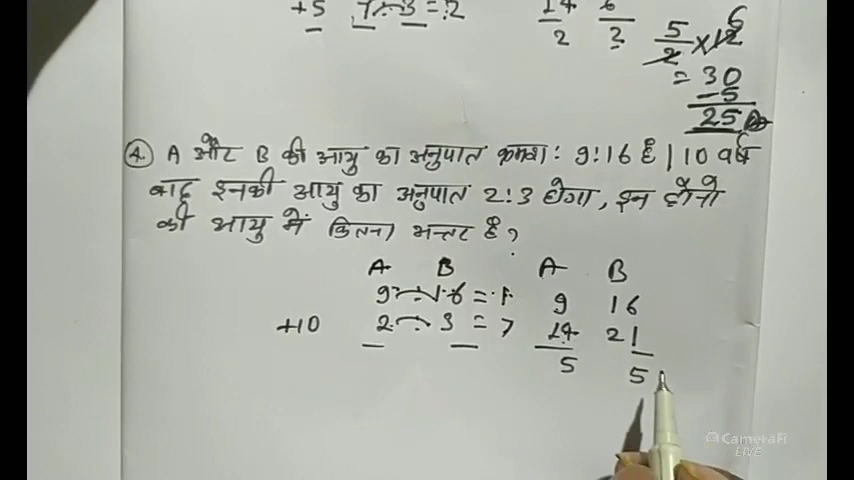 +5 7 3 = 2 14 6
2 3
5/2 × 12 6
= 30
- 5
25
4. A और B की आयु का अनुपात क्रमशः 9:16 है | 10 वर्ष
बाद इनकी आयु का अनुपात 2:3 होगा, इन दोनो
की आयु में कितना अन्तर है?
A B A B
9 16 = 7 9 16
+10 2 3 = 7 14 21
5 5
CameraFi
LIVE